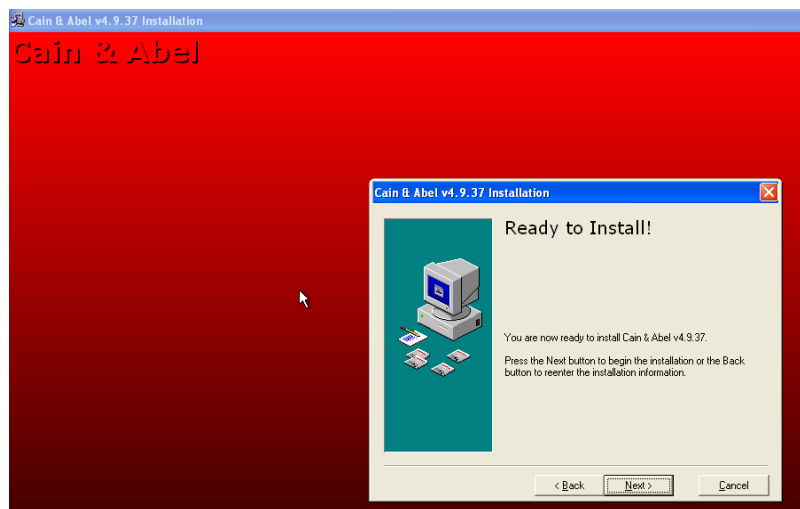 Cain & Abel v4.9.37 Installation
Cain & Abel
Cain & Abel v4.9.37 Installation
Ready to Install!
You are now ready to install Cain & Abel v4.9.37.
Press the Next button to begin the installation or the Back
button to reenter the installation information.
< Back
Next >
Cancel